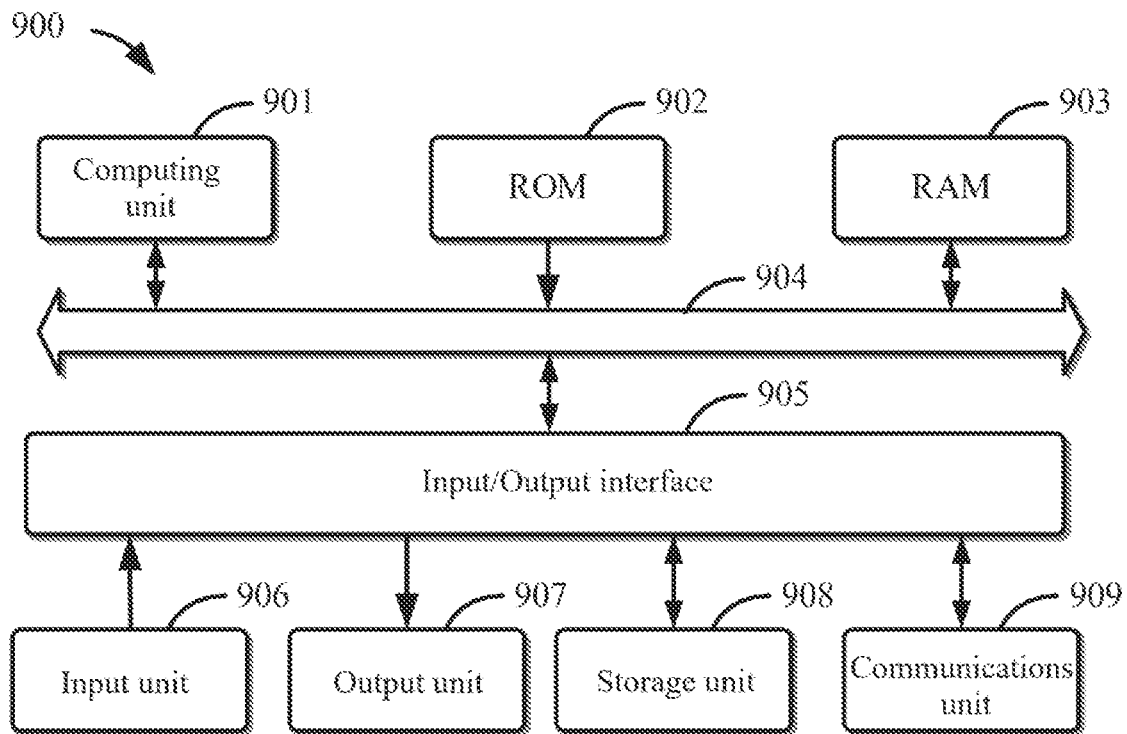 900
901
902
903
Computing
unit
ROM
RAM
904
905
Input/Output interface
906
907
908
909
Input unit
Output unit
Storage unit
Communications
unit